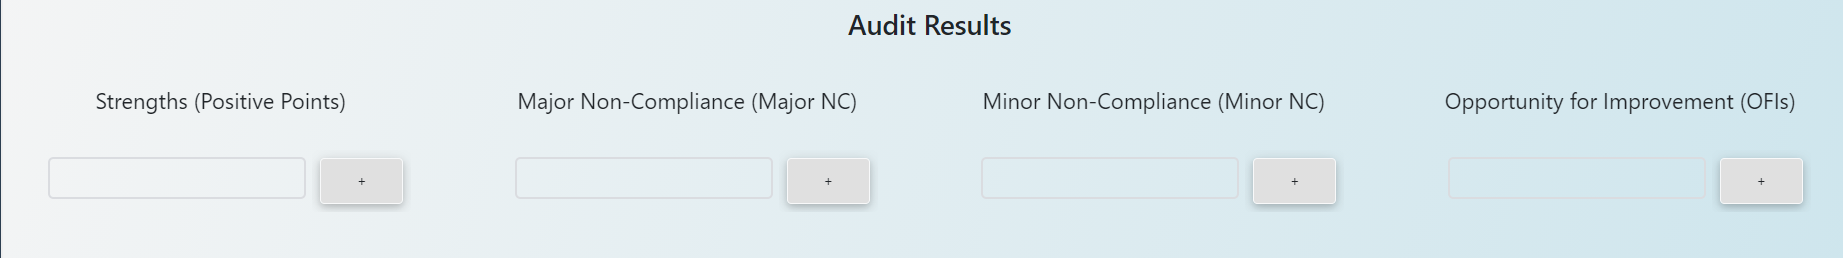 Audit Results
Strengths (Positive Points)
Major Non-Compliance (Major NC)
Minor Non-Compliance (Minor NC)
Opportunity for Improvement (OFIs)
+
+
+
+